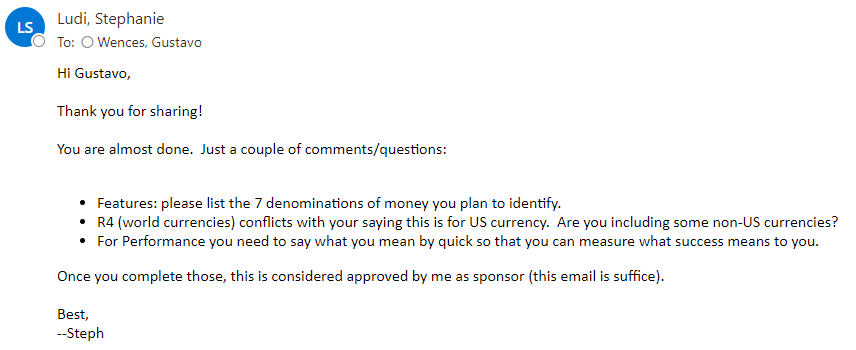 LS
Ludi, Stephanie
To: Wences, Gustavo
Hi Gustavo,
Thank you for sharing!
You are almost done.  Just a couple of comments/questions:
• Features: please list the 7 denominations of money you plan to identify.
• R4 (world currencies) conflicts with your saying this is for US currency.  Are you including some non-US currencies?
• For Performance you need to say what you mean by quick so that you can measure what success means to you.
Once you complete those, this is considered approved by me as sponsor (this email is suffice).
Best,
--Steph